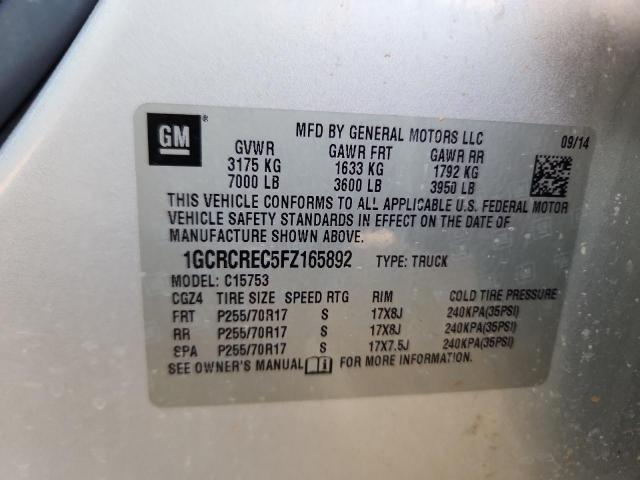 GM
®
MFD BY GENERAL MOTORS LLC
09/14
GVWR GAWR FRT GAWR RR
3175 KG 1633 KG 1792 KG
7000 LB 3600 LB 3950 LB
THIS VEHICLE CONFORMS TO ALL APPLICABLE U.S. FEDERAL MOTOR
VEHICLE SAFETY STANDARDS IN EFFECT ON THE DATE OF
MANUFACTURE SHOWN ABOVE.
1GCRCREC5FZ165892 TYPE: TRUCK
MODEL: C15753
CGZ4 TIRE SIZE SPEED RTG RIM COLD TIRE PRESSURE
FRT P255/70R17 S 17X8J 240KPA(35PSI)
RR P255/70R17 S 17X8J 240KPA(35PSI)
SPA P255/70R17 S 17X7.5J 240KPA(35PSI)
SEE OWNER'S MANUAL FOR MORE INFORMATION.